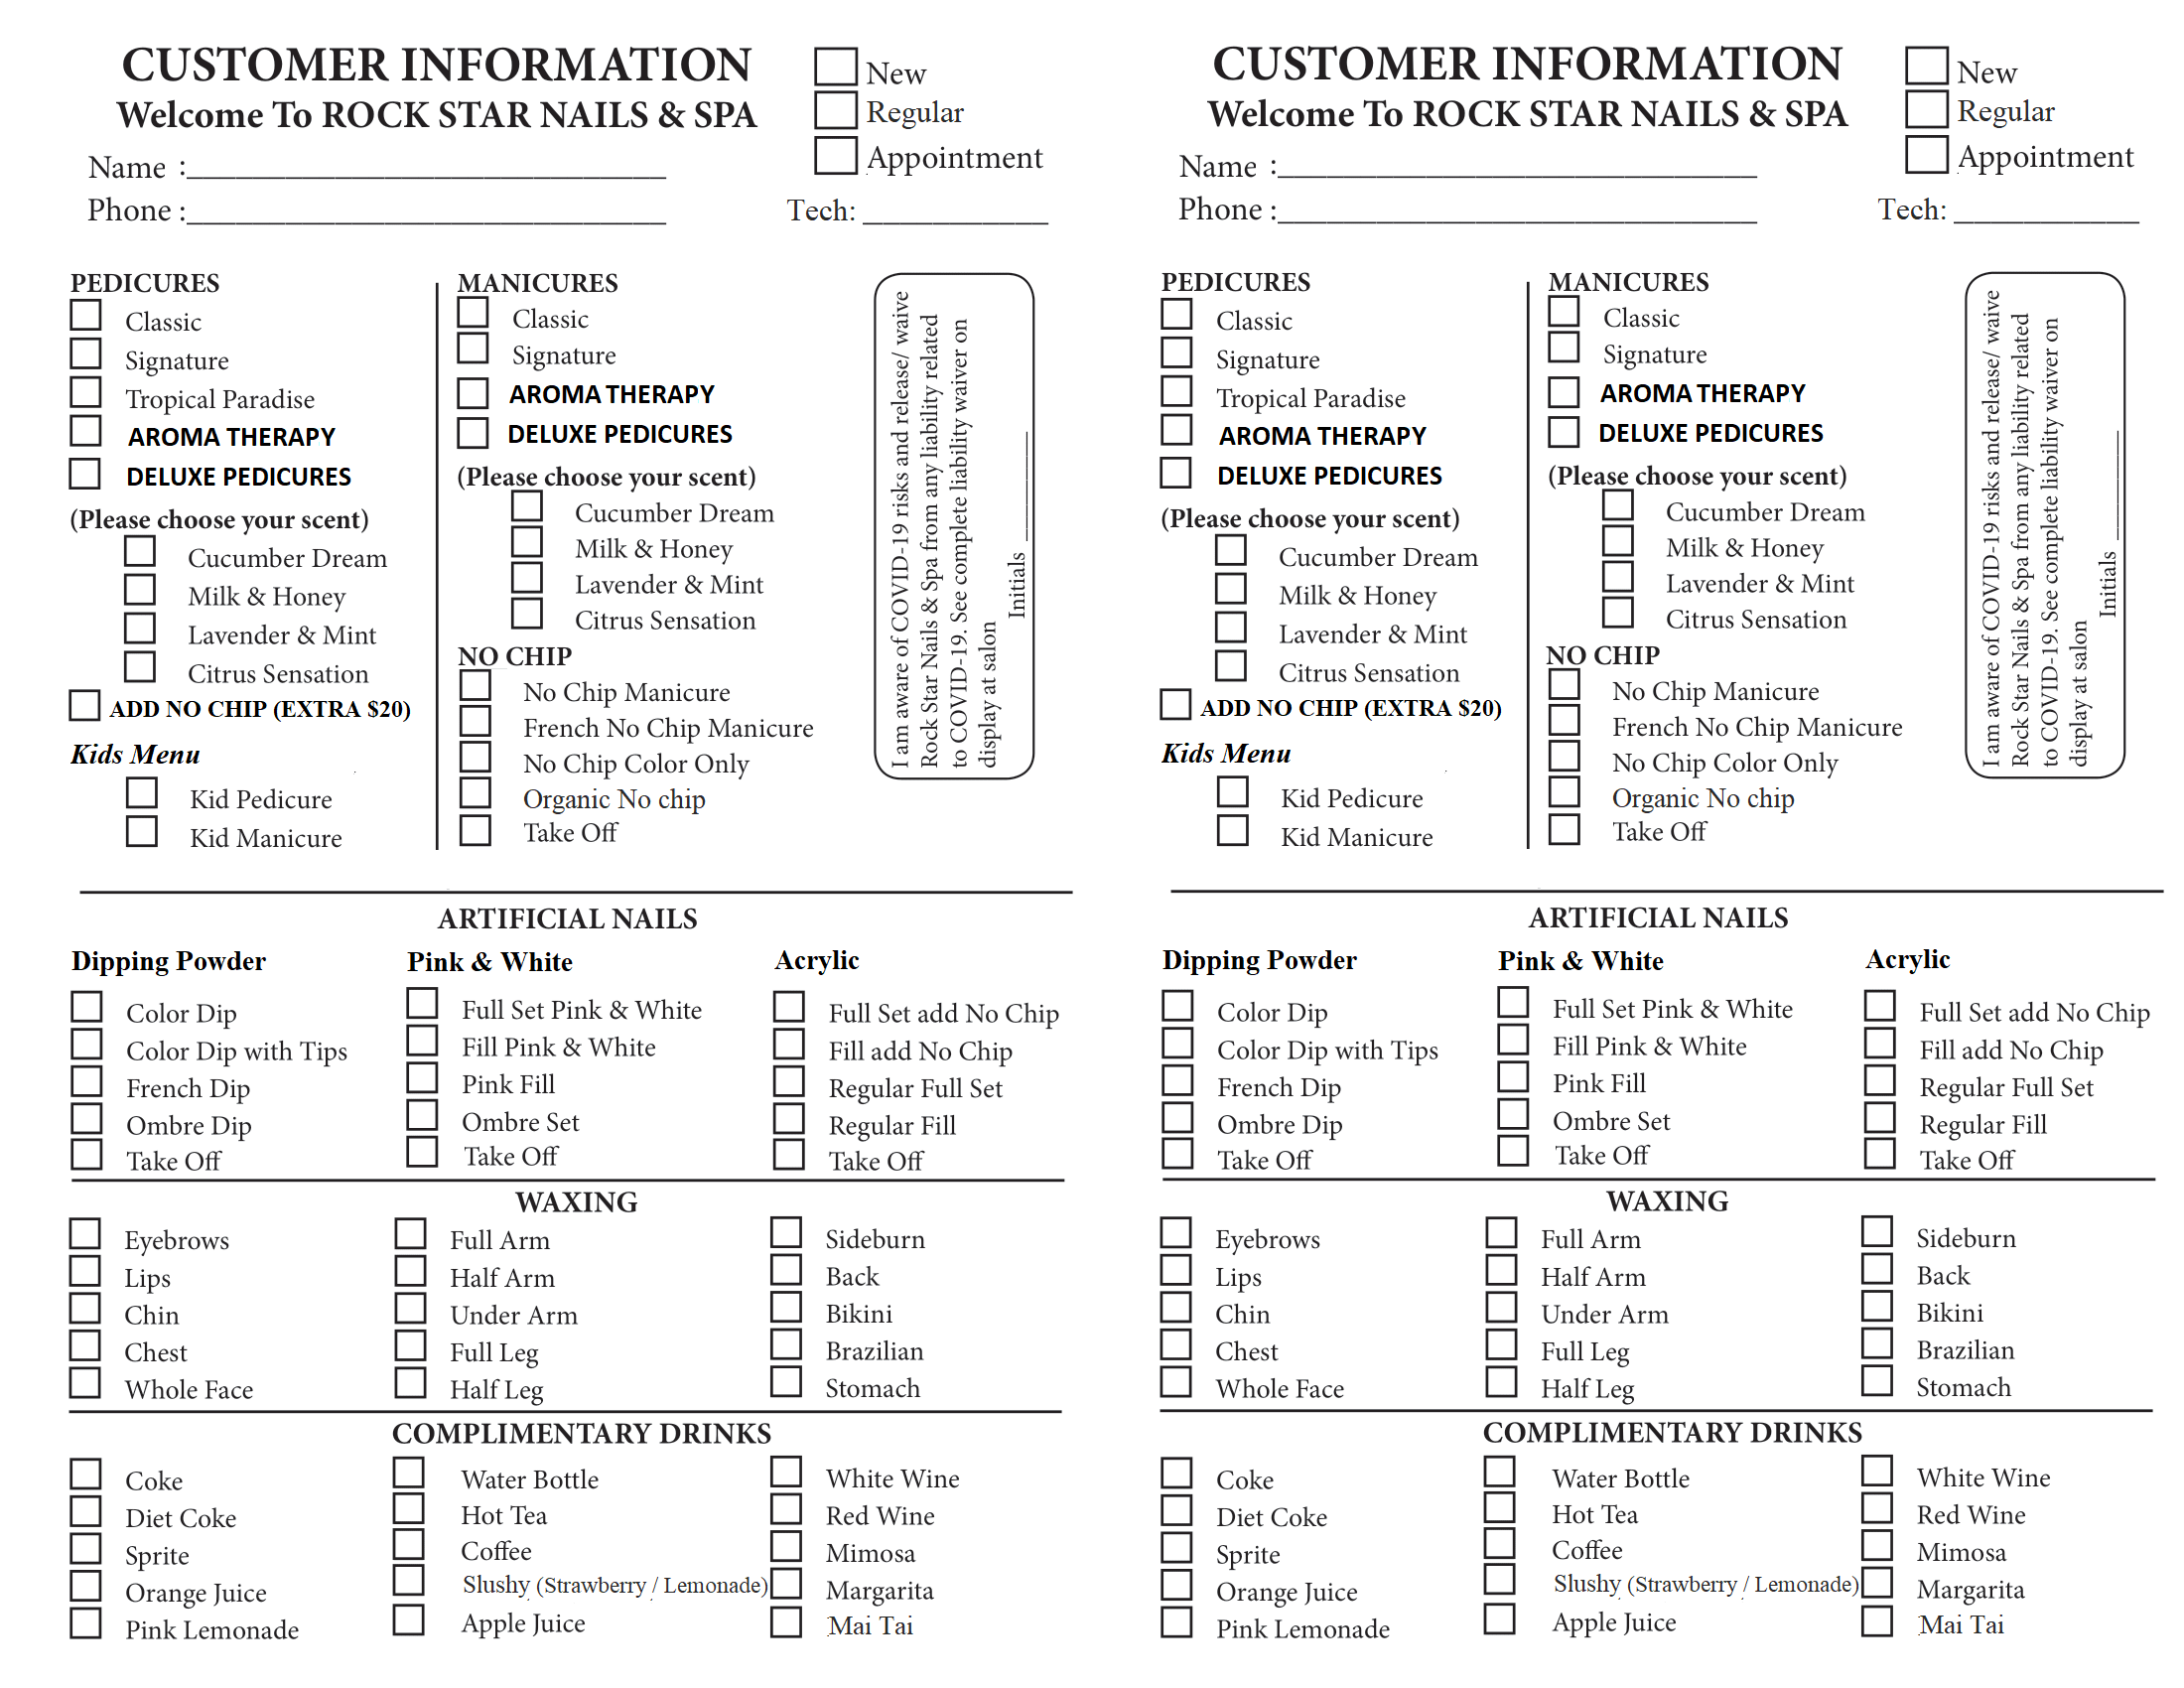 CUSTOMER INFORMATION
Welcome To ROCK STAR NAILS & SPA
New
Regular
Appointment
Name :
Phone :
Tech:
PEDICURES
Classic
Signature
Tropical Paradise
AROMA THERAPY
DELUXE PEDICURES
(Please choose your scent)
Cucumber Dream
Milk & Honey
Lavender & Mint
Citrus Sensation
ADD NO CHIP (EXTRA $20)
Kids Menu
Kid Pedicure
Kid Manicure
MANICURES
Classic
Signature
AROMA THERAPY
DELUXE PEDICURES
(Please choose your scent)
Cucumber Dream
Milk & Honey
Lavender & Mint
Citrus Sensation
NO CHIP
No Chip Manicure
French No Chip Manicure
No Chip Color Only
Organic No chip
Take Off
I am aware of COVID-19 risks and release/ waive
Rock Star Nails & Spa from any liability related
to COVID-19. See complete liability waiver on
display at salon
Initials
ARTIFICIAL NAILS
Dipping Powder
Color Dip
Color Dip with Tips
French Dip
Ombre Dip
Take Off
Pink & White
Full Set Pink & White
Fill Pink & White
Pink Fill
Ombre Set
Take Off
Acrylic
Full Set add No Chip
Fill add No Chip
Regular Full Set
Regular Fill
Take Off
WAXING
Eyebrows
Lips
Chin
Chest
Whole Face
Full Arm
Half Arm
Under Arm
Full Leg
Half Leg
Sideburn
Back
Bikini
Brazilian
Stomach
COMPLIMENTARY DRINKS
Coke
Diet Coke
Sprite
Orange Juice
Pink Lemonade
Water Bottle
Hot Tea
Coffee
Slushy (Strawberry / Lemonade)
Apple Juice
White Wine
Red Wine
Mimosa
Margarita
Mai Tai
CUSTOMER INFORMATION
Welcome To ROCK STAR NAILS & SPA
New
Regular
Appointment
Name :
Phone :
Tech:
PEDICURES
Classic
Signature
Tropical Paradise
AROMA THERAPY
DELUXE PEDICURES
(Please choose your scent)
Cucumber Dream
Milk & Honey
Lavender & Mint
Citrus Sensation
ADD NO CHIP (EXTRA $20)
Kids Menu
Kid Pedicure
Kid Manicure
MANICURES
Classic
Signature
AROMA THERAPY
DELUXE PEDICURES
(Please choose your scent)
Cucumber Dream
Milk & Honey
Lavender & Mint
Citrus Sensation
NO CHIP
No Chip Manicure
French No Chip Manicure
No Chip Color Only
Organic No chip
Take Off
I am aware of COVID-19 risks and release/ waive
Rock Star Nails & Spa from any liability related
to COVID-19. See complete liability waiver on
display at salon
Initials
ARTIFICIAL NAILS
Dipping Powder
Color Dip
Color Dip with Tips
French Dip
Ombre Dip
Take Off
Pink & White
Full Set Pink & White
Fill Pink & White
Pink Fill
Ombre Set
Take Off
Acrylic
Full Set add No Chip
Fill add No Chip
Regular Full Set
Regular Fill
Take Off
WAXING
Eyebrows
Lips
Chin
Chest
Whole Face
Full Arm
Half Arm
Under Arm
Full Leg
Half Leg
Sideburn
Back
Bikini
Brazilian
Stomach
COMPLIMENTARY DRINKS
Coke
Diet Coke
Sprite
Orange Juice
Pink Lemonade
Water Bottle
Hot Tea
Coffee
Slushy (Strawberry / Lemonade)
Apple Juice
White Wine
Red Wine
Mimosa
Margarita
Mai Tai